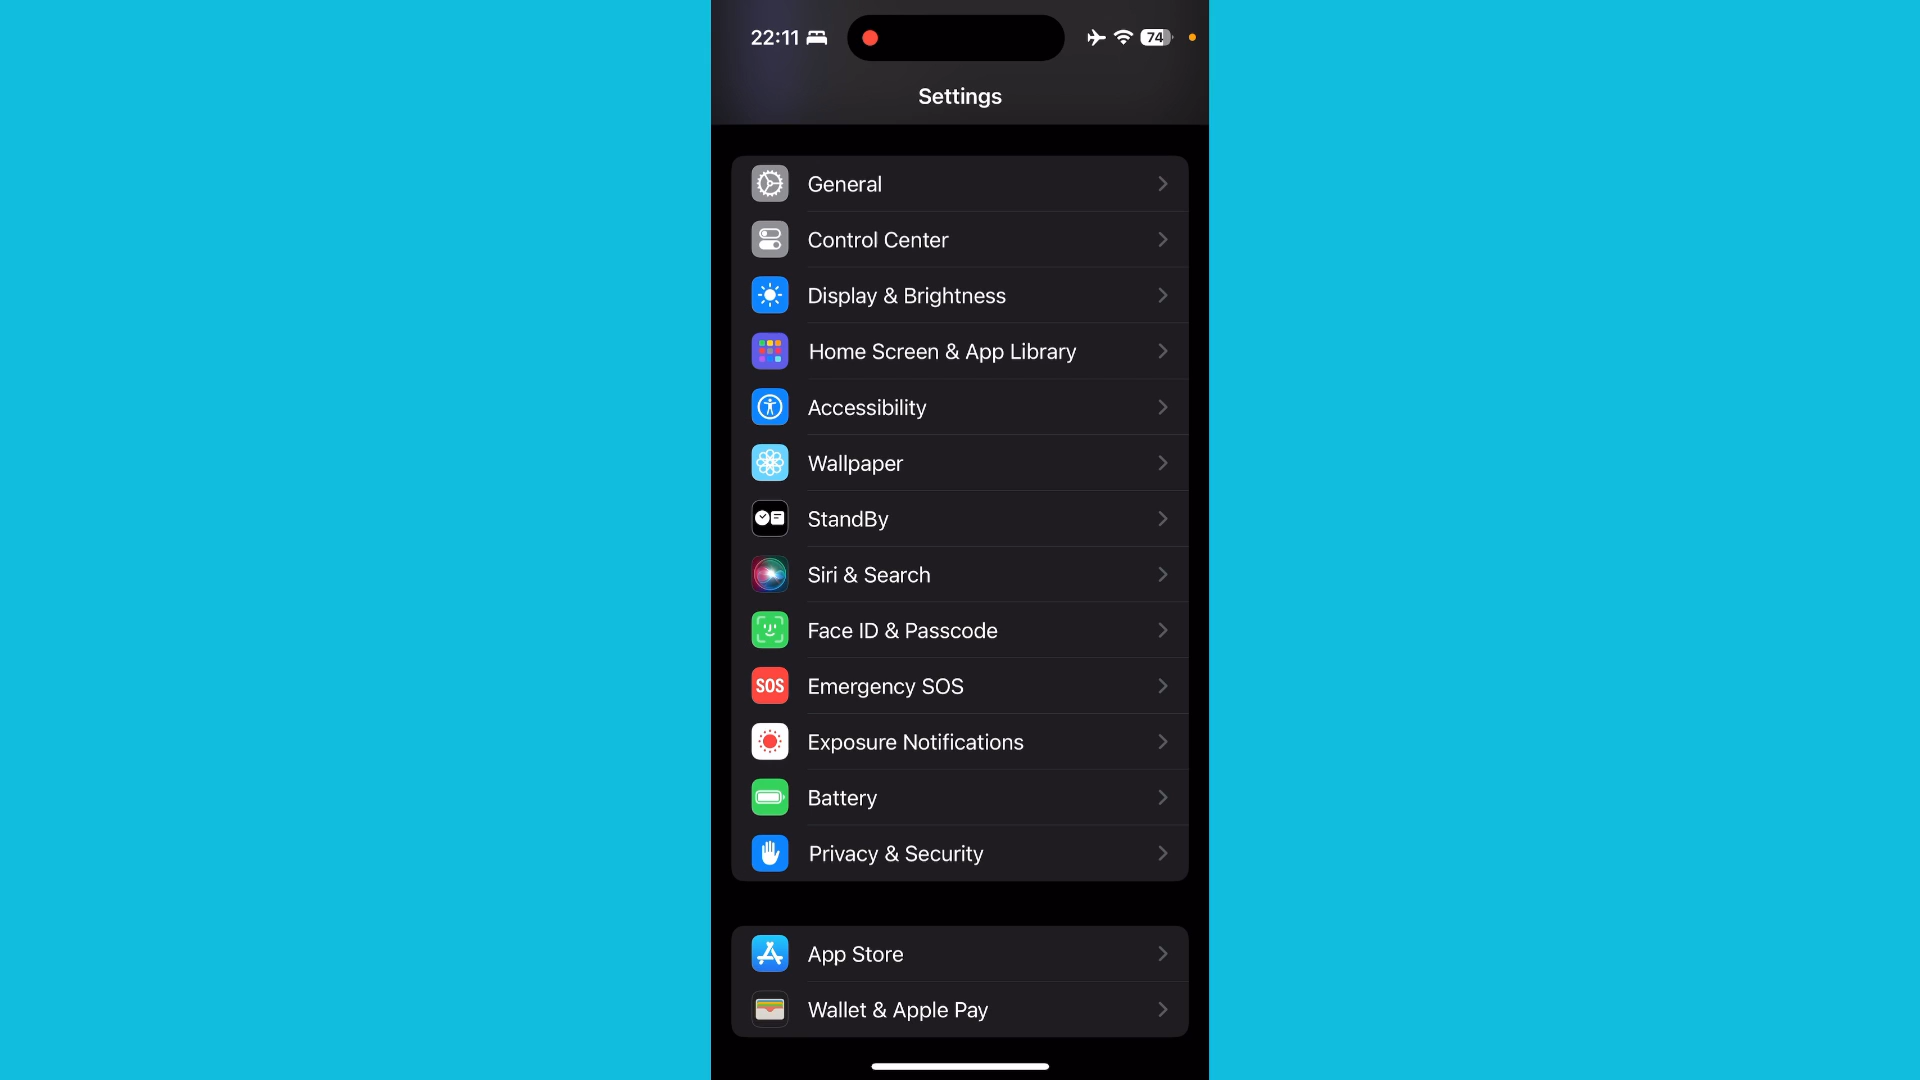 22:11
74
Settings
General
Control Center
Display & Brightness
Home Screen & App Library
Accessibility
Wallpaper
StandBy
Siri & Search
Face ID & Passcode
SOS
Emergency SOS
Exposure Notifications
Battery
Privacy & Security
App Store
Wallet & Apple Pay